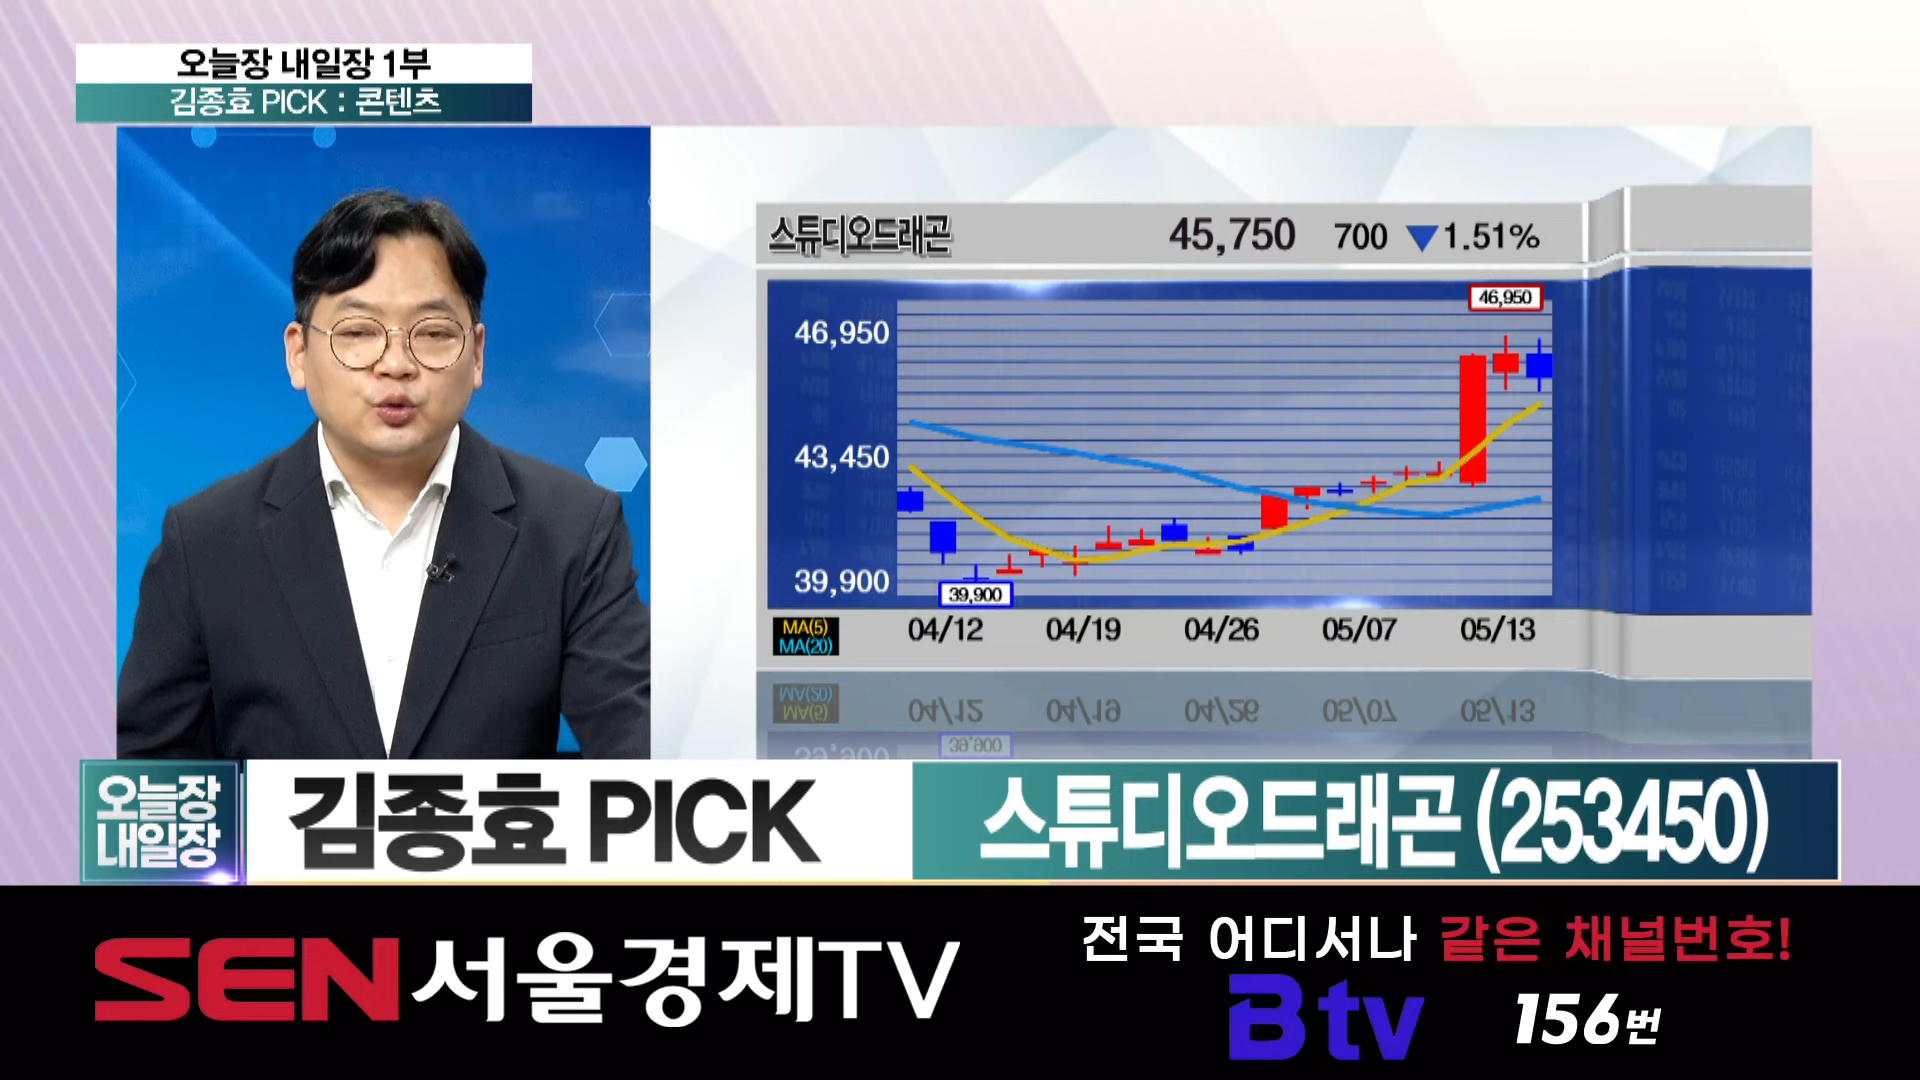 오늘장 내일장 1부
김종효 PICK : 콘텐츠
스튜디오드래곤 45,750 700 ▼1.51%
46,950
46,950
43,450
39,900
39,900
MA(5)
MA(20)
04/12 04/19 04/26 05/07 05/13
오늘장
내일장
김종효 PICK 스튜디오드래곤 (253450)
SEN서울경제TV
전국 어디서나 같은 채널번호!
B tv 156번